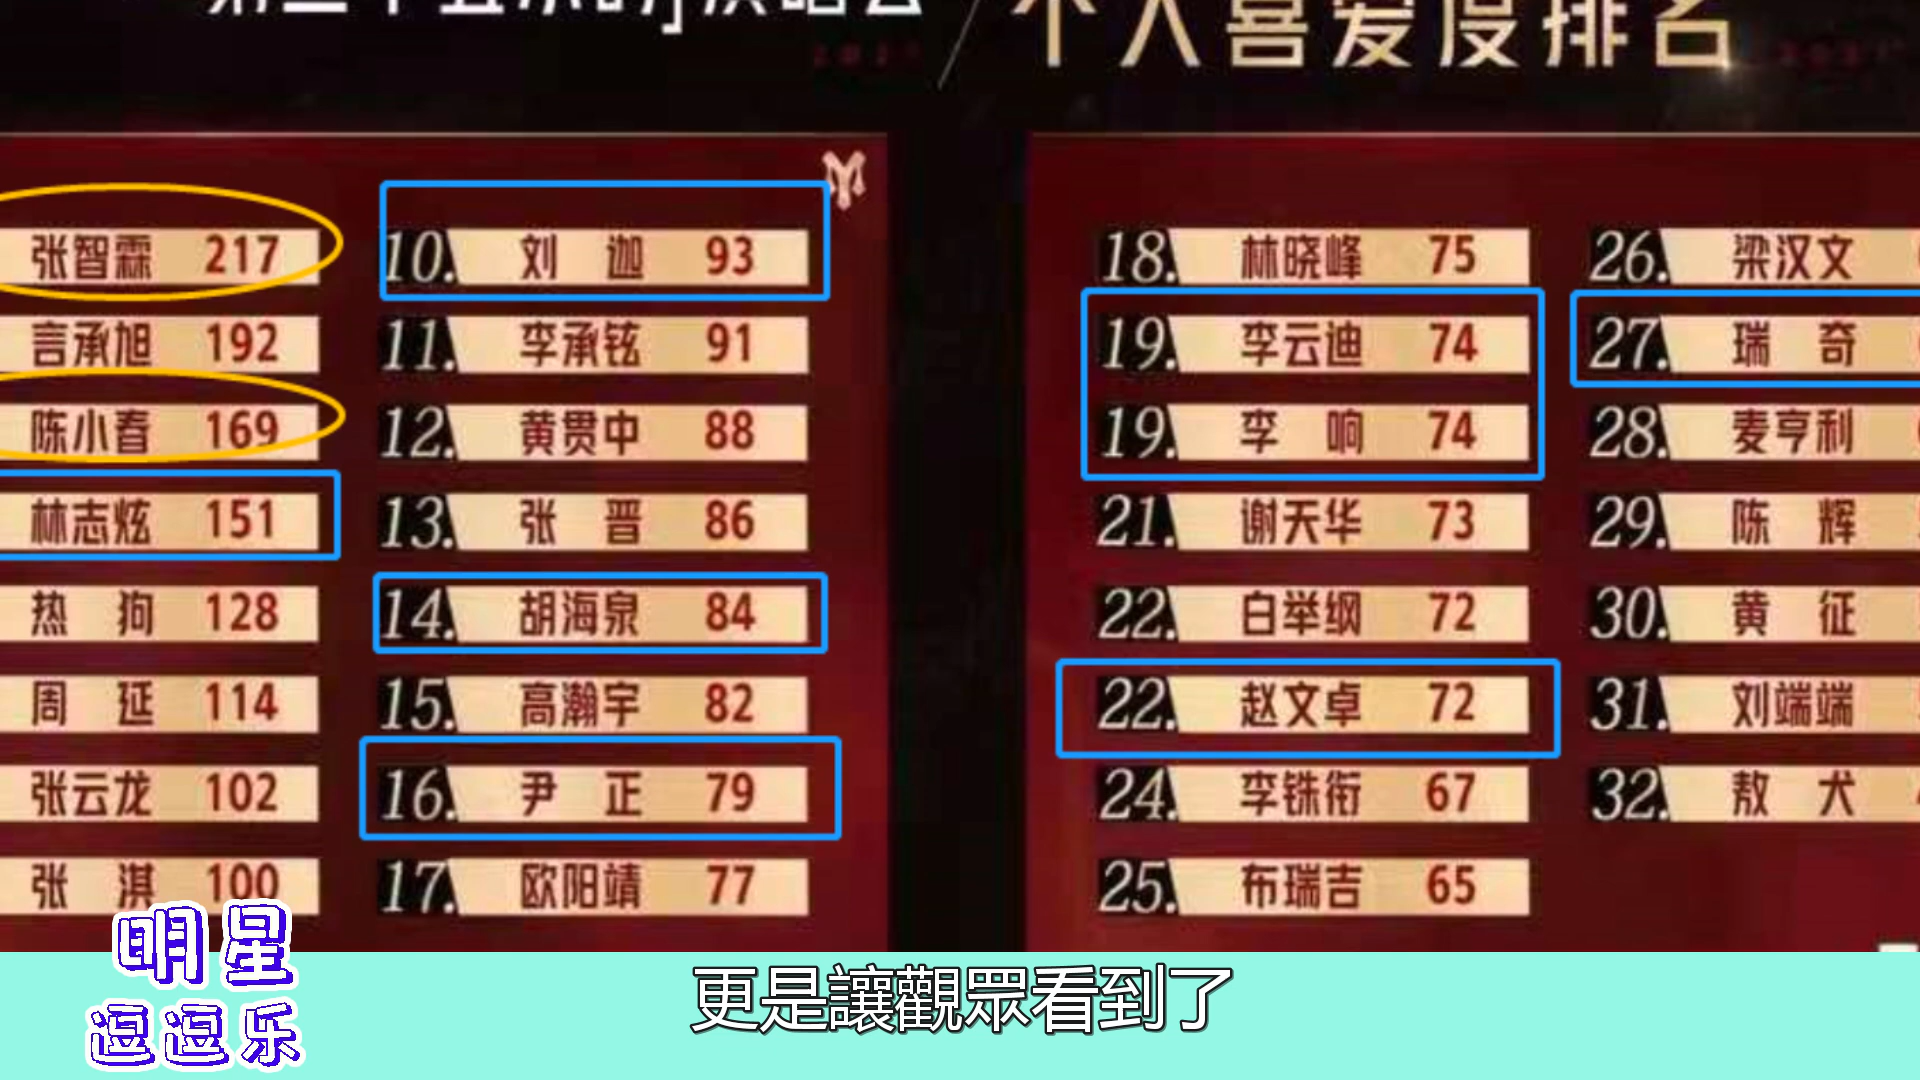 个人喜爱度排名
张智霖 217
言承旭 192
陈小春 169
林志炫 151
热狗 128
周延 114
张云龙 102
张淇 100
10. 刘迦 93
11. 李承铉 91
12. 黄贯中 88
13. 张晋 86
14. 胡海泉 84
15. 高瀚宇 82
16. 尹正 79
17. 欧阳靖 77
18. 林晓峰 75
19. 李云迪 74
19. 李响 74
21. 谢天华 73
22. 白举纲 72
22. 赵文卓 72
24. 李铢衔 67
25. 布瑞吉 65
26. 梁汉文
27. 瑞奇
28. 麦亨利
29. 陈辉
30. 黄征
31. 刘端端
32. 敖犬
明星
逗逗乐
更是讓觀眾看到了